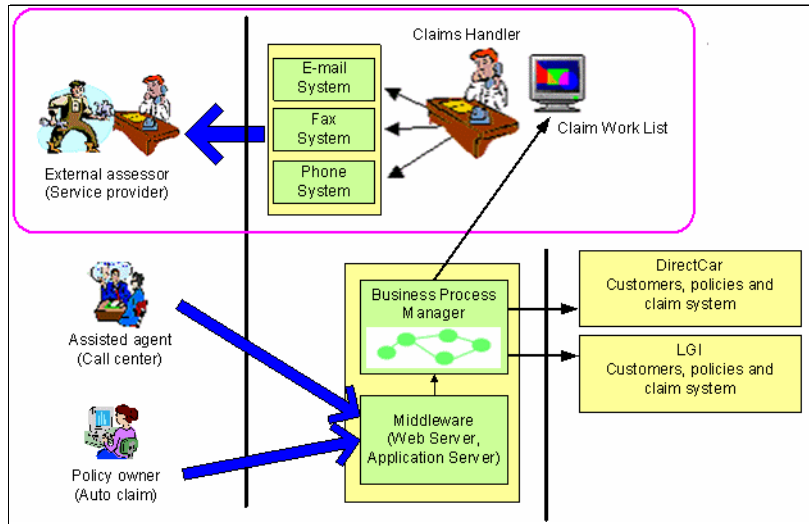 Claims Handler
E-mail
System
Fax
System
Phone
System
Claim Work List
External assessor
(Service provider)
Business Process
Manager
DirectCar
Customers, policies and
claim system
Assisted agent
(Call center)
LGI
Customers, policies and
claim system
Middleware
(Web Server,
Application Server)
Policy owner
(Auto claim)